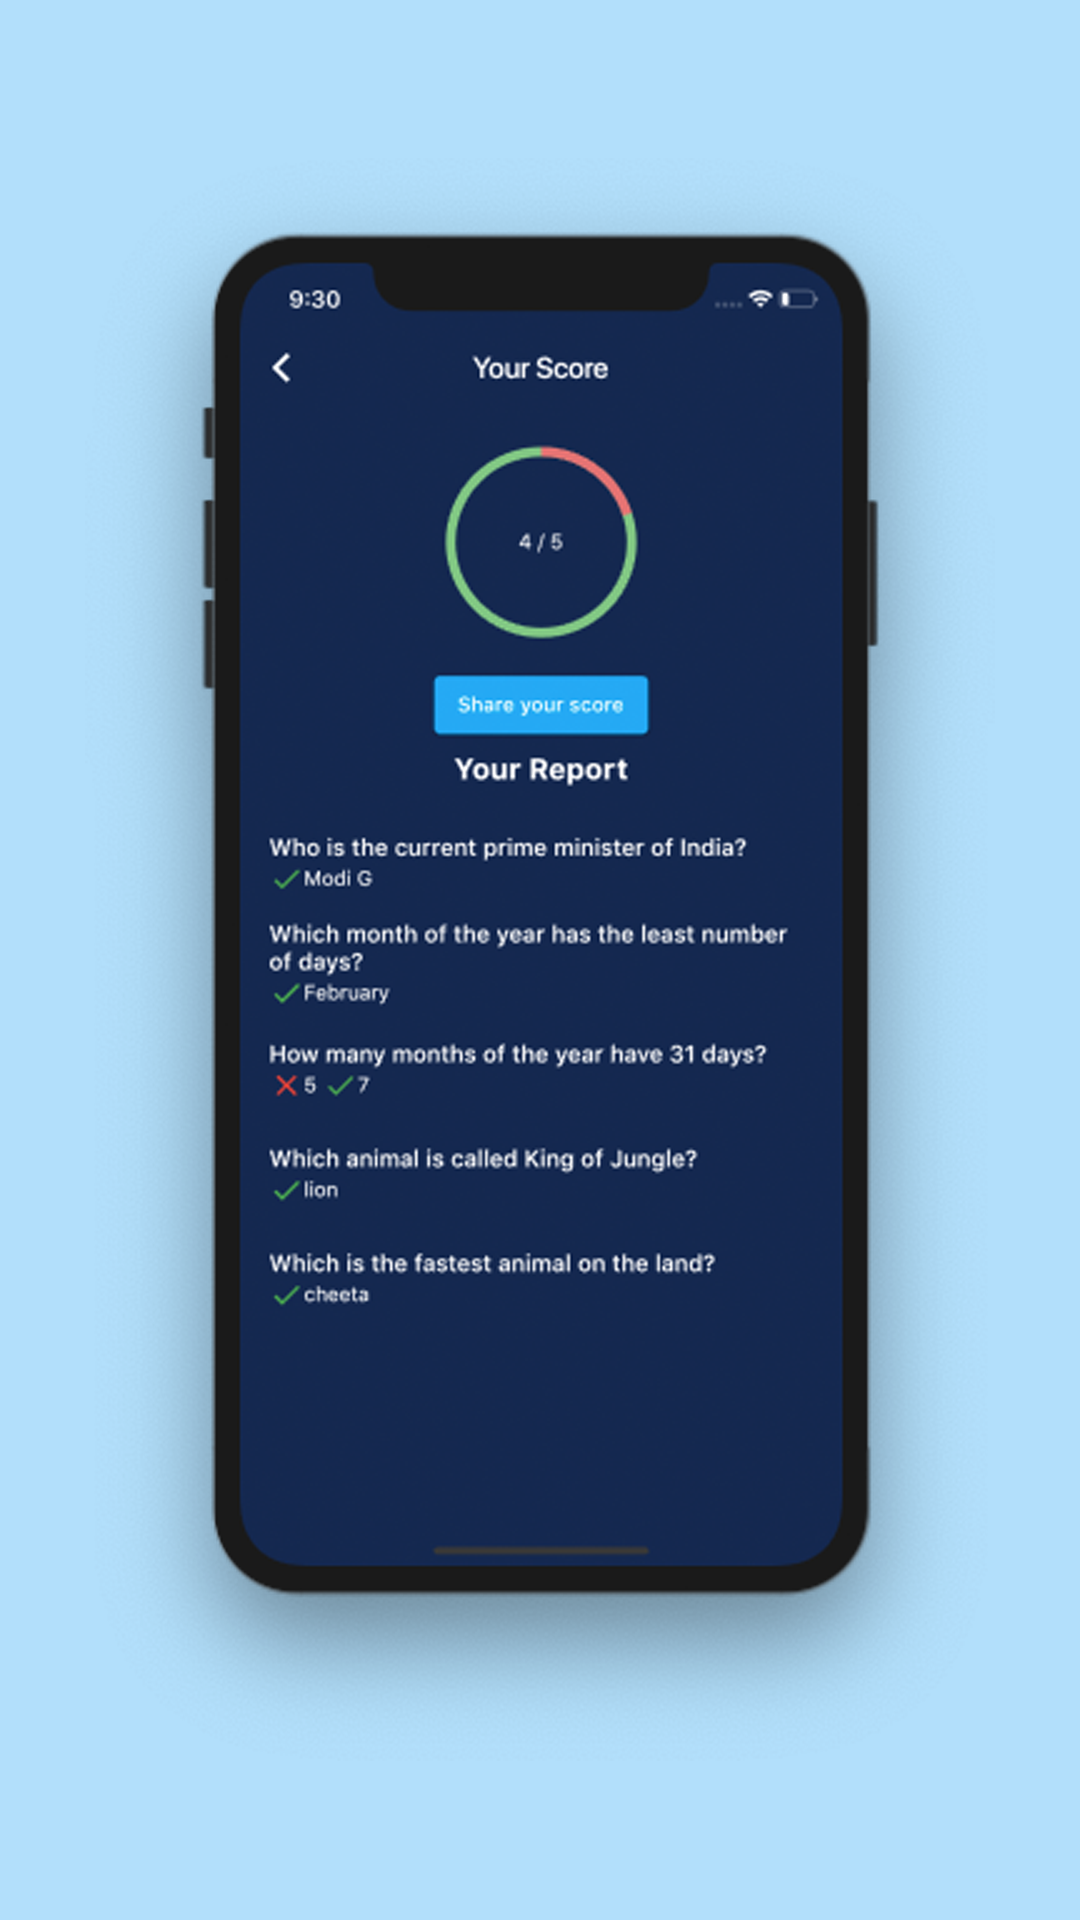 9:30
Your Score
4 / 5
Share your score
Your Report
Who is the current prime minister of India?
Modi G
Which month of the year has the least number
of days?
February
How many months of the year have 31 days?
5 7
Which animal is called King of Jungle?
lion
Which is the fastest animal on the land?
cheeta